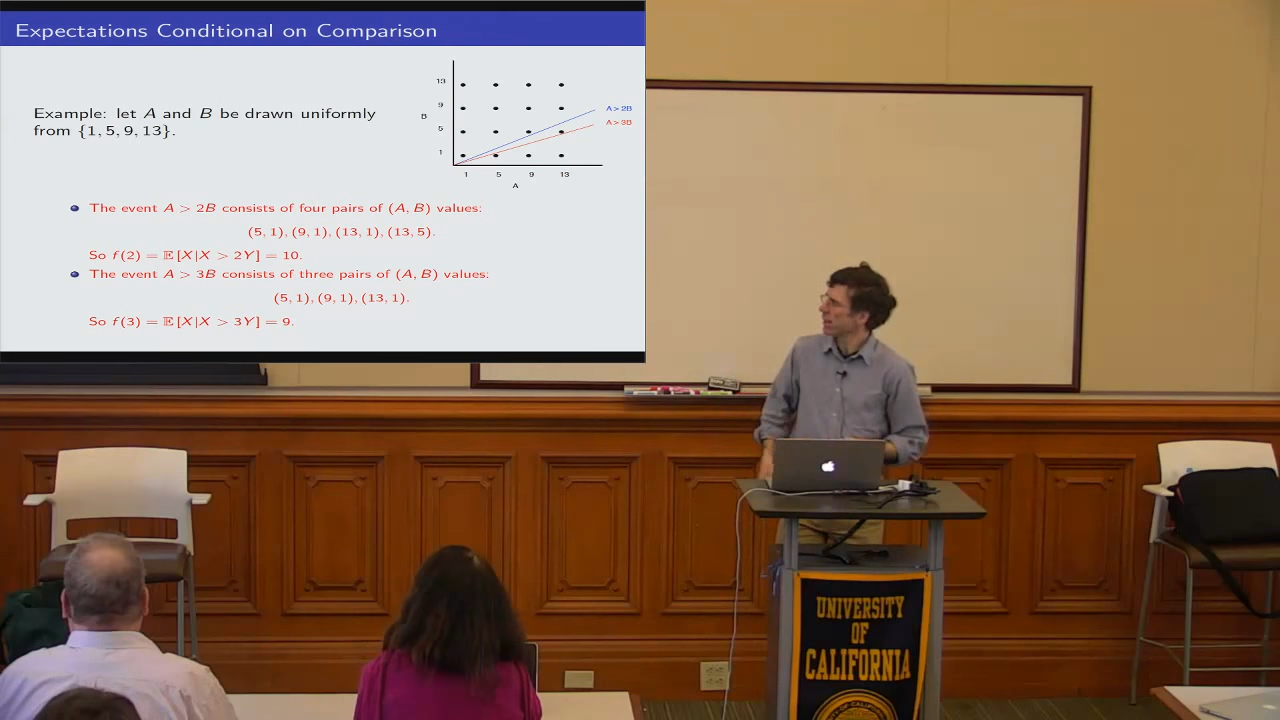 Expectations Conditional on Comparison
Example: let A and B be drawn uniformly
from {1, 5, 9, 13}.
13
9
B
5
1
A>2B
A>3B
1 5 9 13
A
The event A > 2B consists of four pairs of (A, B) values:
(5, 1), (9, 1), (13, 1), (13, 5).
So f(2) = 𝔼 [X|X > 2Y] = 10.
The event A > 3B consists of three pairs of (A, B) values:
(5, 1), (9, 1), (13, 1).
So f(3) = 𝔼 [X|X > 3Y] = 9.
UNIVERSITY
OF
CALIFORNIA